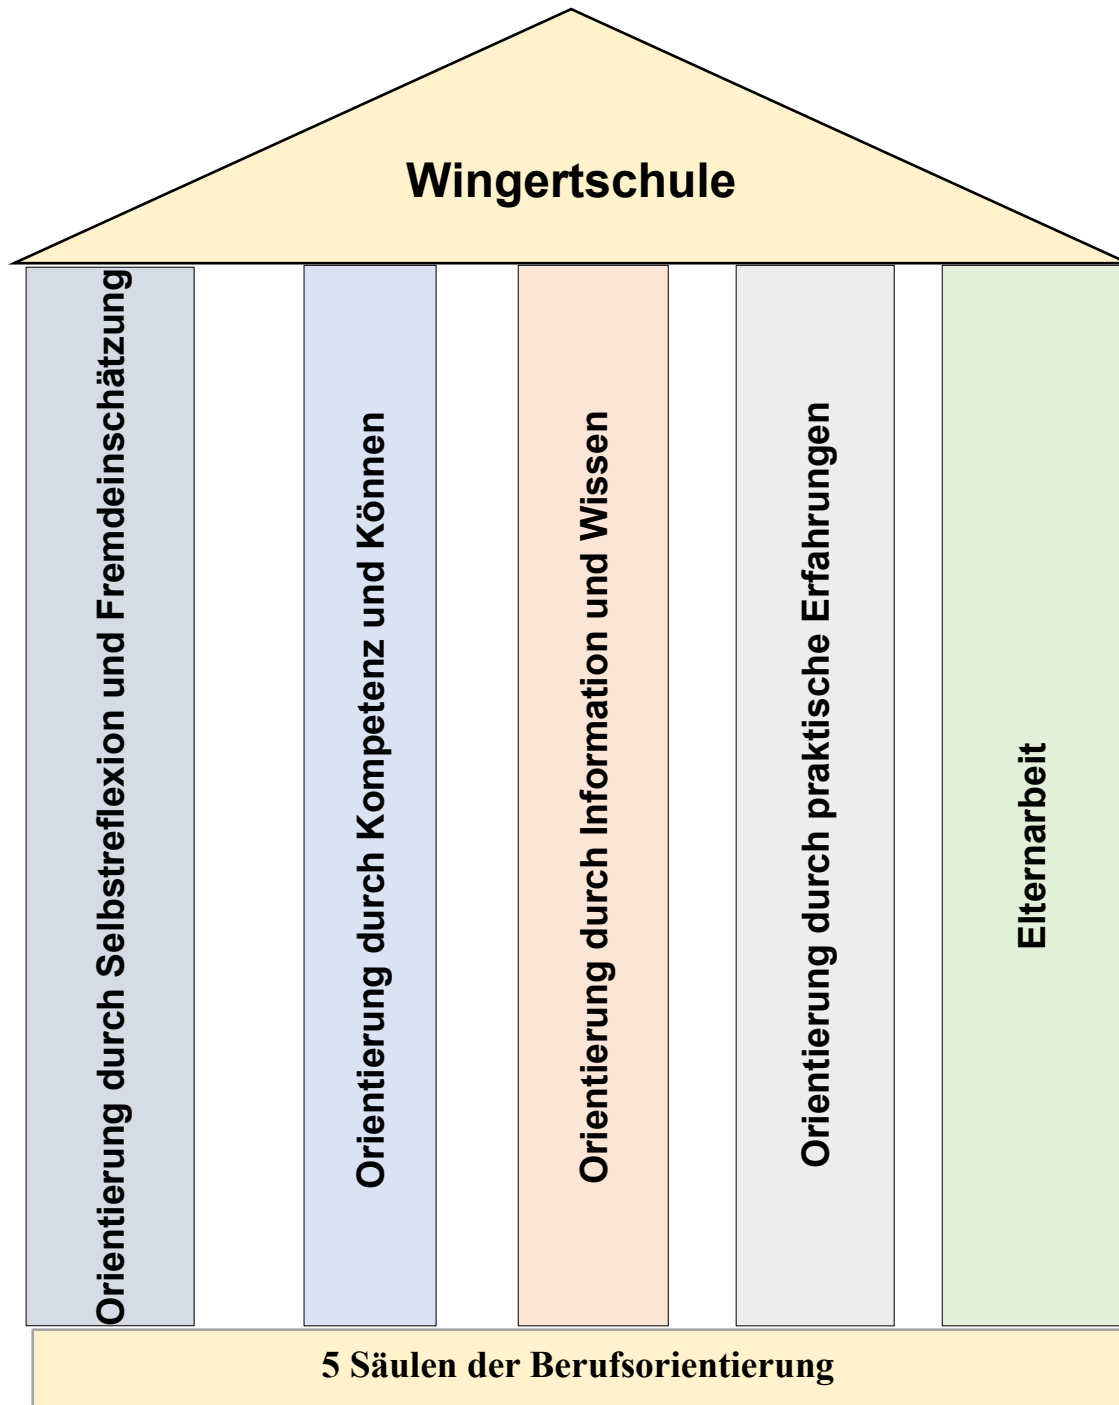 Wingertschule
Orientierung durch Selbstreflexion und Fremdeinschätzung
Orientierung durch Kompetenz und Können
Orientierung durch Information und Wissen
Orientierung durch praktische Erfahrungen
Elternarbeit
5 Säulen der Berufsorientierung